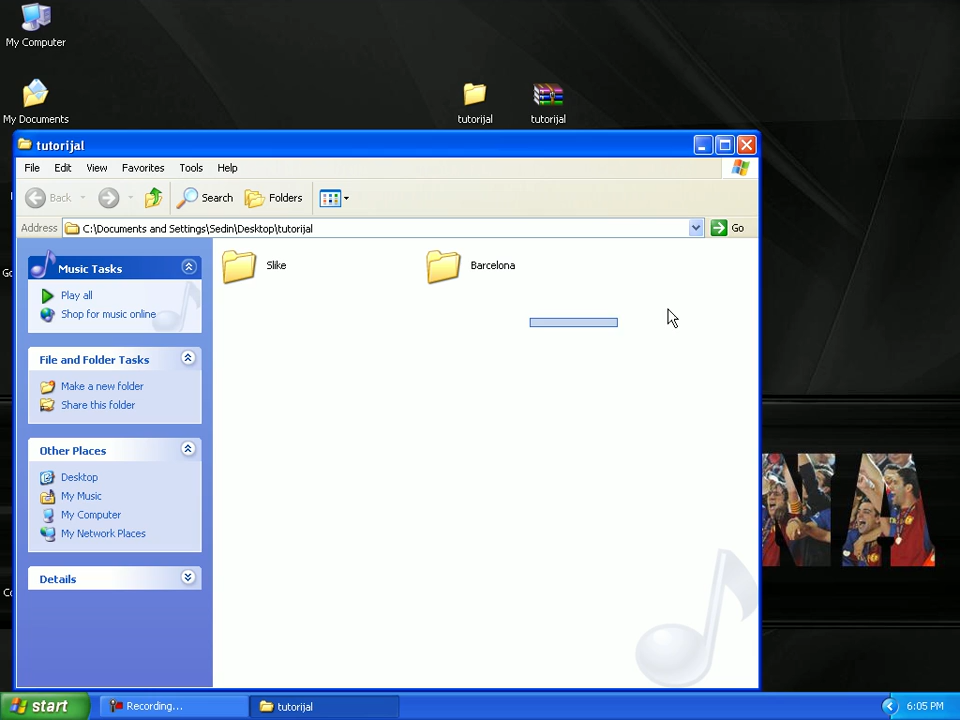 My Computer
My Documents
tutorijal
tutorijal
tutorijal
File Edit View Favorites Tools Help
Back Search Folders
Address C:\Documents and Settings\Sedin\Desktop\tutorijal Go
Music Tasks
Play all
Shop for music online
File and Folder Tasks
Make a new folder
Share this folder
Other Places
Desktop
My Music
My Computer
My Network Places
Details
Slike
Barcelona
NA
start
Recording...
tutorijal
6:05 PM